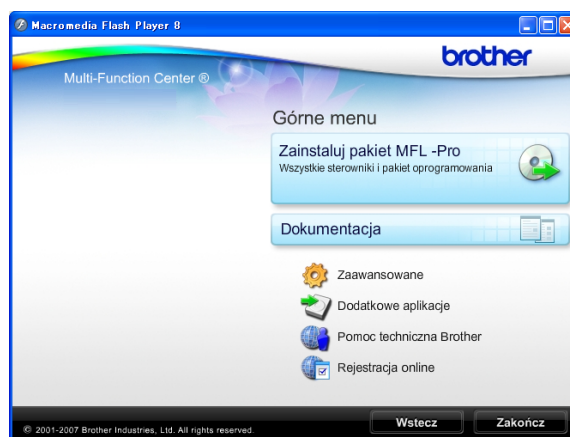 Macromedia Flash Player 8
brother
Multi-Function Center ®
Górne menu
Zainstaluj pakiet MFL -Pro
Wszystkie sterowniki i pakiet oprogramowania
Dokumentacja
Zaawansowane
Dodatkowe aplikacje
Pomoc techniczna Brother
Rejestracja online
Wstecz
Zakończ
© 2001-2007 Brother Industries, Ltd. All rights reserved.